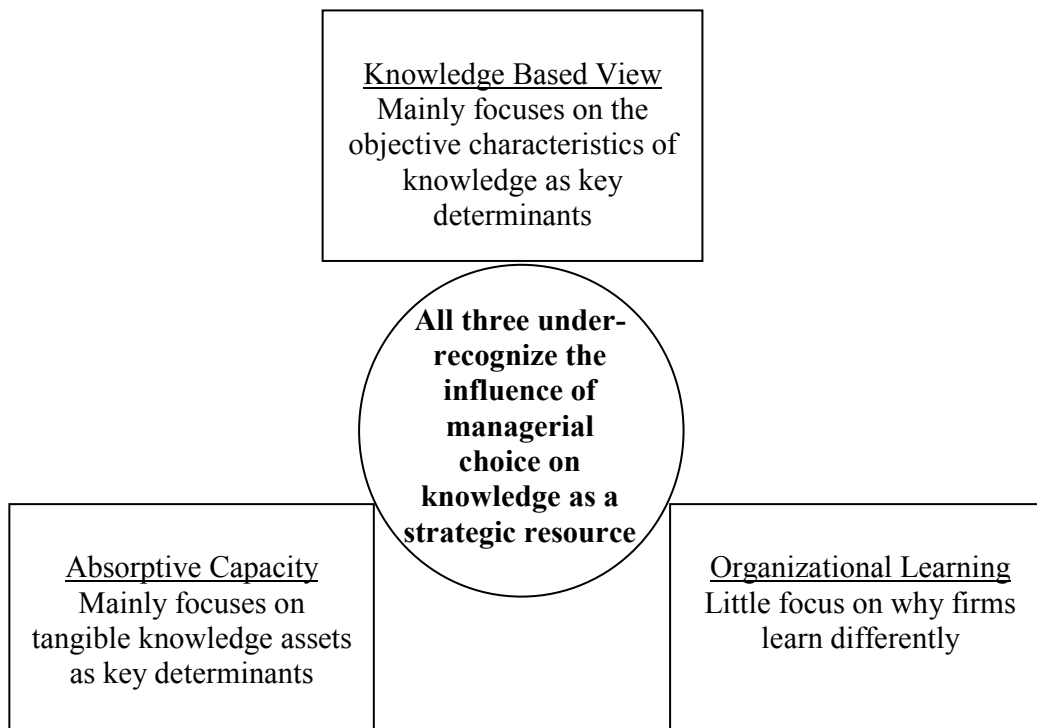 Knowledge Based View
Mainly focuses on the
objective characteristics of
knowledge as key
determinants
All three under-
recognize the
influence of
managerial
choice on
knowledge as a
strategic resource
Absorptive Capacity
Mainly focuses on
tangible knowledge assets
as key determinants
Organizational Learning
Little focus on why firms
learn differently